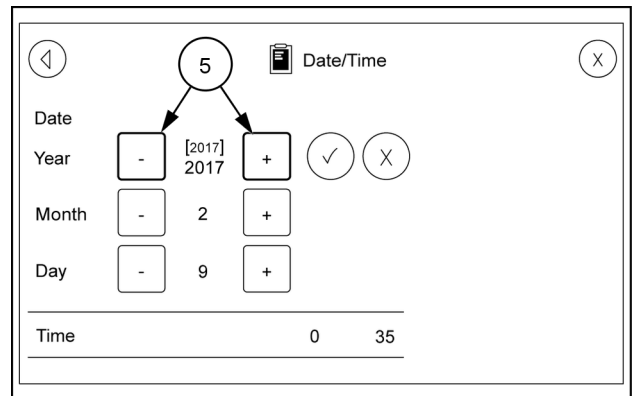 5
Date/Time
X
Date
Year - [2017] 2017 + X
Month - 2 +
Day - 9 +
Time 0 35